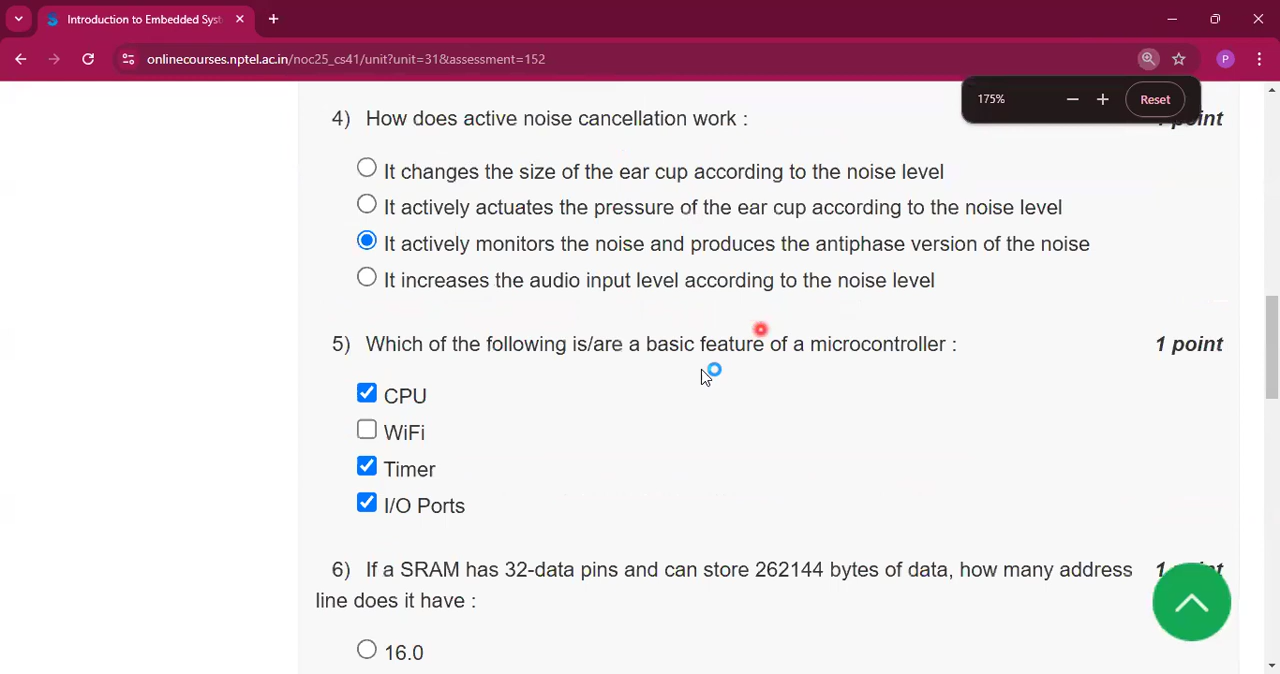 Introduction to Embedded Syst
onlinecourses.nptel.ac.in/noc25_cs41/unit?unit=31&assessment=152
P
175%
Reset
4) How does active noise cancellation work : point
It changes the size of the ear cup according to the noise level
It actively actuates the pressure of the ear cup according to the noise level
It actively monitors the noise and produces the antiphase version of the noise
It increases the audio input level according to the noise level
5) Which of the following is/are a basic feature of a microcontroller : 1 point
CPU
WiFi
Timer
I/O Ports
6) If a SRAM has 32-data pins and can store 262144 bytes of data, how many address 1 point
line does it have :
16.0